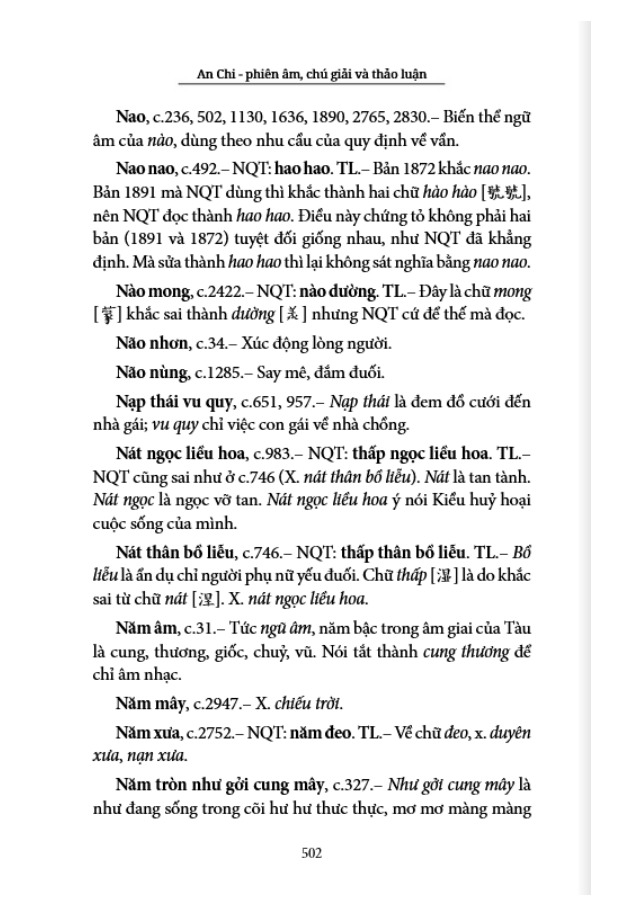 An Chi - phiên âm, chú giải và thảo luận
Nao, c.236, 502, 1130, 1636, 1890, 2765, 2830.– Biến thể ngữ
âm của nào, dùng theo nhu cầu của quy định về vần.
Nao nao, c.492.– NQT: hao hao. TL.– Bản 1872 khắc nao nao.
Bản 1891 mà NQT dùng thì khắc thành hai chữ hào hào [號號],
nên NQT đọc thành hao hao. Điều này chứng tỏ không phải hai
bản (1891 và 1872) tuyệt đối giống nhau, như NQT đã khẳng
định. Mà sửa thành hao hao thì lại không sát nghĩa bằng nao nao.
Nào mong, c.2422.– NQT: nào dường. TL.– Đây là chữ mong
[ ] khắc sai thành dường [ ] nhưng NQT cứ để thế mà đọc.
Não nhơn, c.34.– Xúc động lòng người.
Não nùng, c.1285.– Say mê, đắm đuối.
Nạp thái vu quy, c.651, 957.– Nạp thái là đem đồ cưới đến
nhà gái; vu quy chỉ việc con gái về nhà chồng.
Nát ngọc liều hoa, c.983.– NQT: thấp ngọc liều hoa. TL.–
NQT cũng sai như ở c.746 (X. nát thân bồ liễu). Nát là tan tành.
Nát ngọc là ngọc vỡ tan. Nát ngọc liều hoa ý nói Kiều huỷ hoại
cuộc sống của mình.
Nát thân bồ liễu, c.746.– NQT: thấp thân bồ liễu. TL.– Bồ
liễu là ẩn dụ chỉ người phụ nữ yếu đuối. Chữ thấp [湿] là do khắc
sai từ chữ nát [涅]. X. nát ngọc liều hoa.
Năm âm, c.31.– Tức ngũ âm, năm bậc trong âm giai của Tàu
là cung, thương, giốc, chuỷ, vũ. Nói tắt thành cung thương để
chỉ âm nhạc.
Năm mây, c.2947.– X. chiếu trời.
Năm xưa, c.2752.– NQT: năm đeo. TL.– Về chữ đeo, x. duyên
xưa, nạn xưa.
Năm tròn như gởi cung mây, c.327.– Như gởi cung mây là
như đang sống trong cõi hư hư thưc thực, mơ mơ màng màng
502